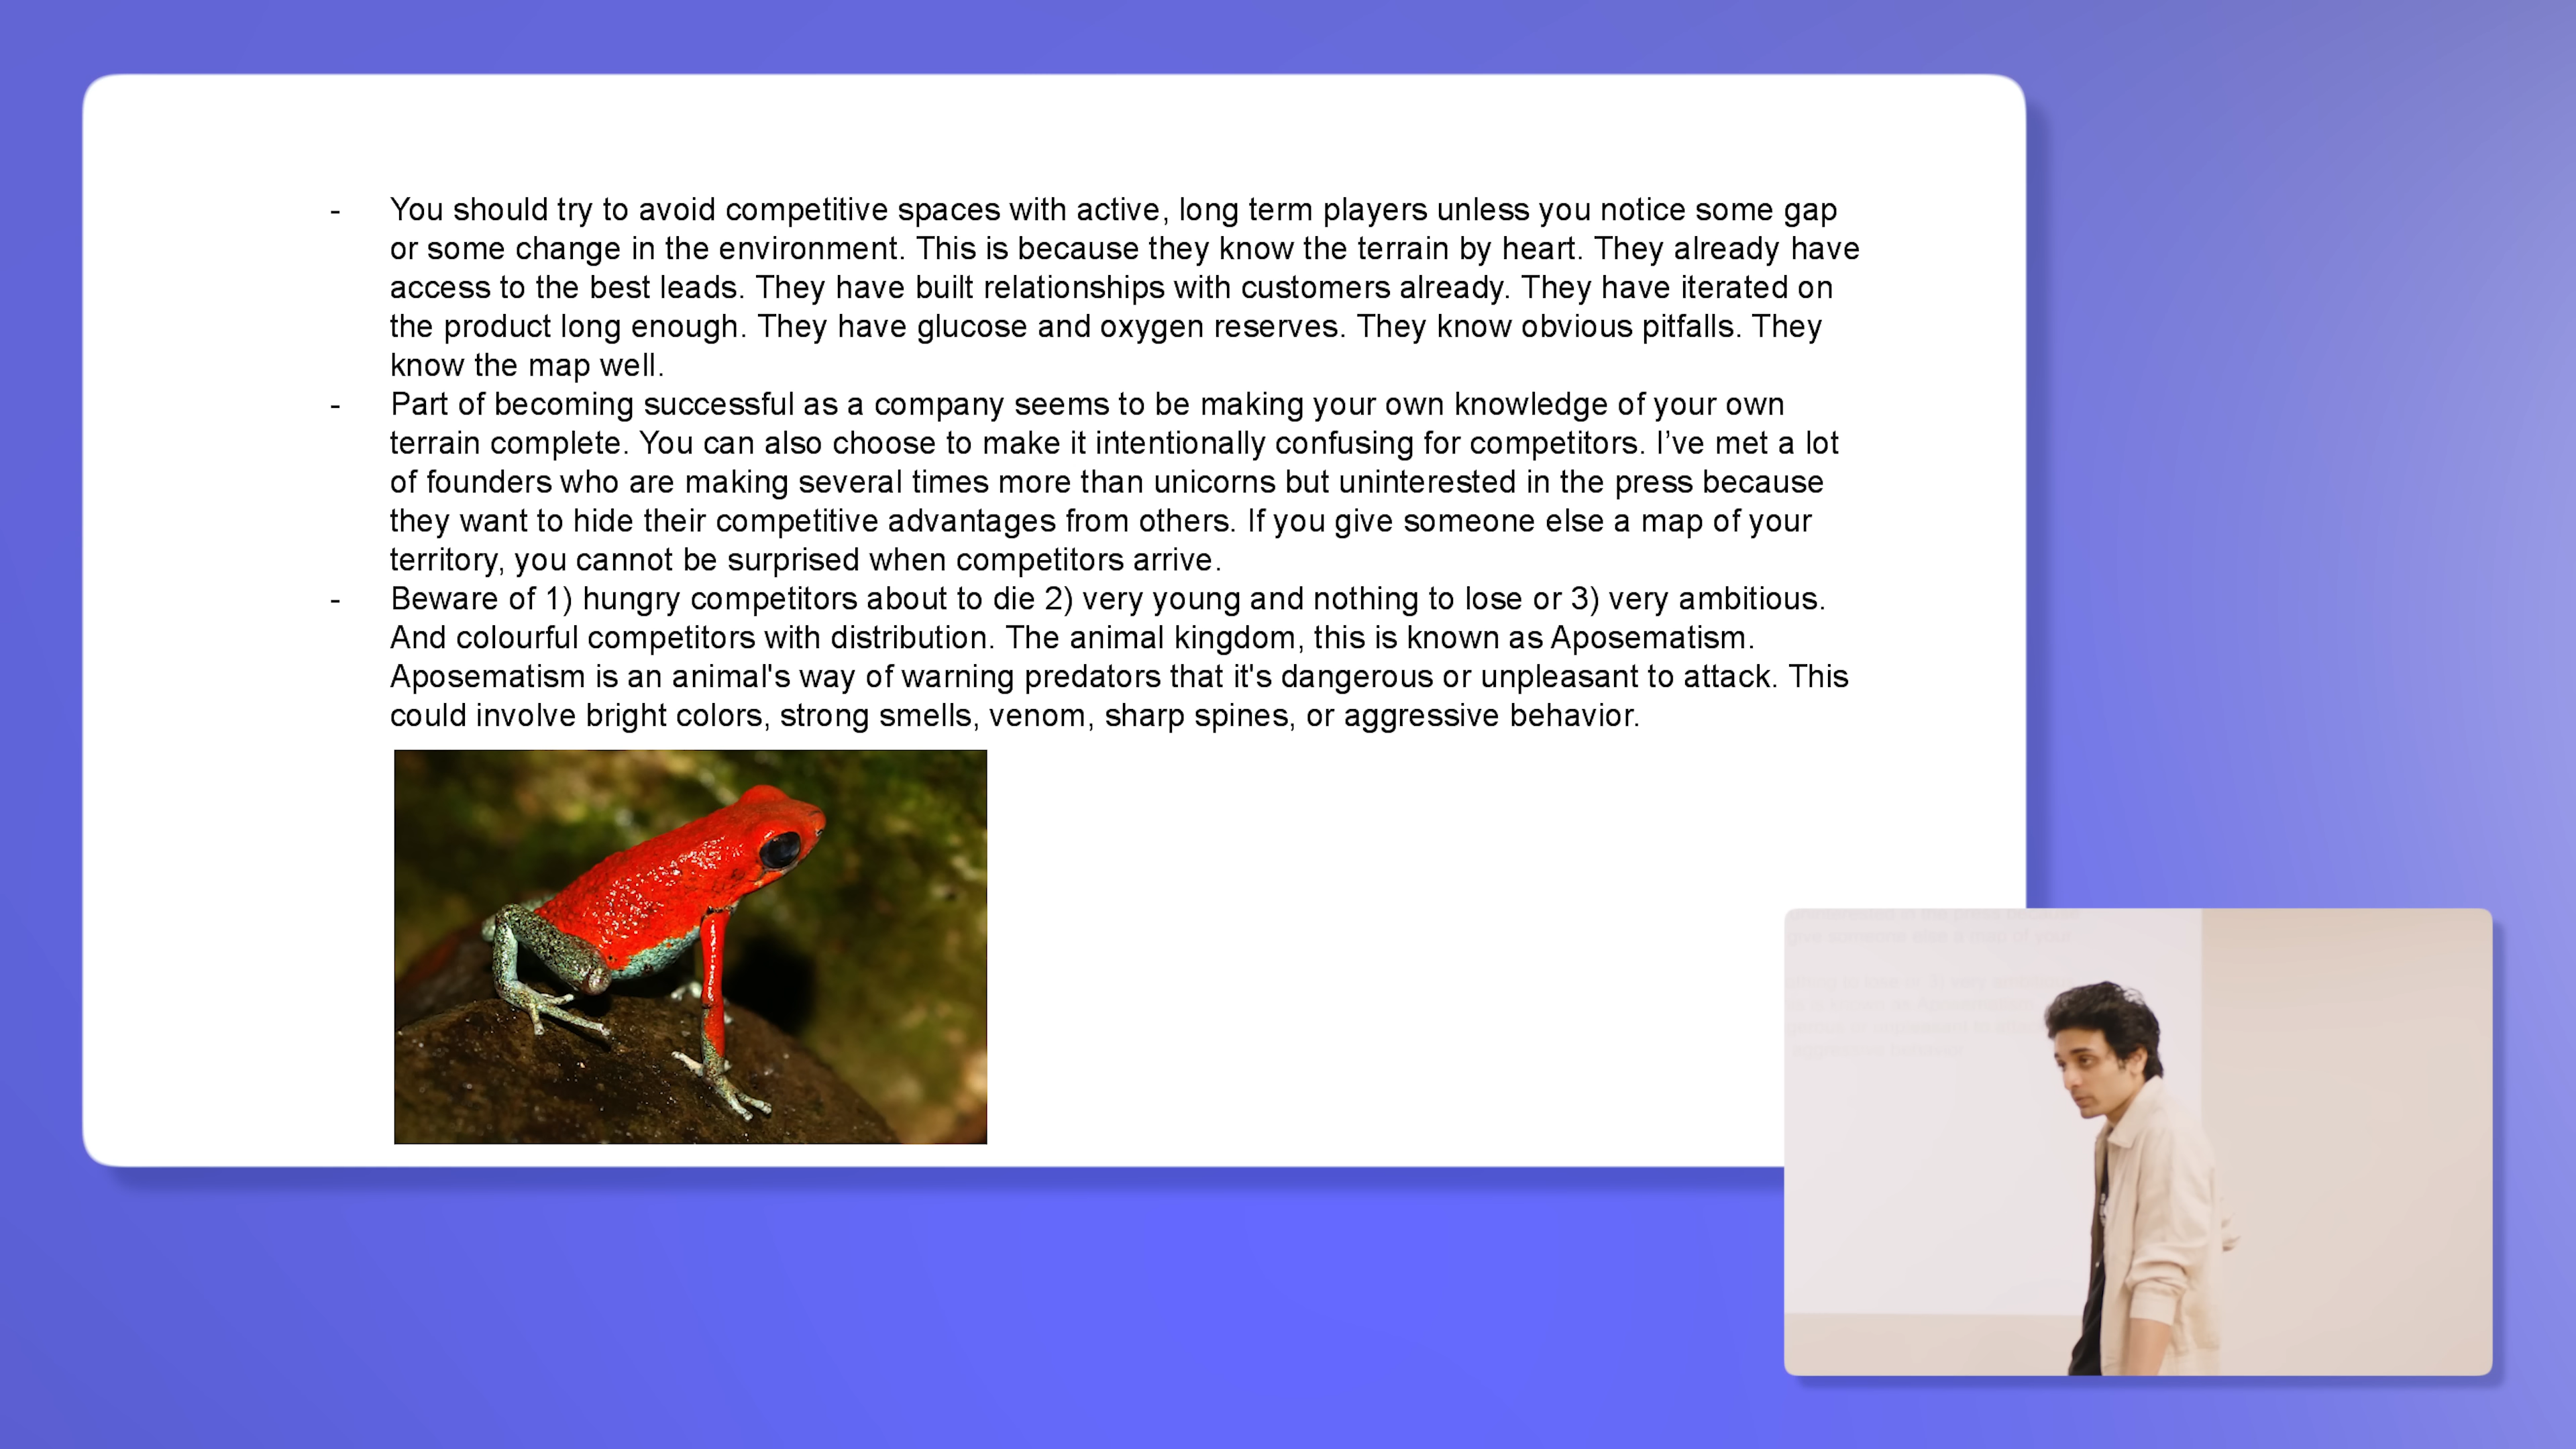 - You should try to avoid competitive spaces with active, long term players unless you notice some gap
or some change in the environment. This is because they know the terrain by heart. They already have
access to the best leads. They have built relationships with customers already. They have iterated on
the product long enough. They have glucose and oxygen reserves. They know obvious pitfalls. They
know the map well.
- Part of becoming successful as a company seems to be making your own knowledge of your own
terrain complete. You can also choose to make it intentionally confusing for competitors. I’ve met a lot
of founders who are making several times more than unicorns but uninterested in the press because
they want to hide their competitive advantages from others. If you give someone else a map of your
territory, you cannot be surprised when competitors arrive.
- Beware of 1) hungry competitors about to die 2) very young and nothing to lose or 3) very ambitious.
And colourful competitors with distribution. The animal kingdom, this is known as Aposematism.
Aposematism is an animal's way of warning predators that it's dangerous or unpleasant to attack. This
could involve bright colors, strong smells, venom, sharp spines, or aggressive behavior.